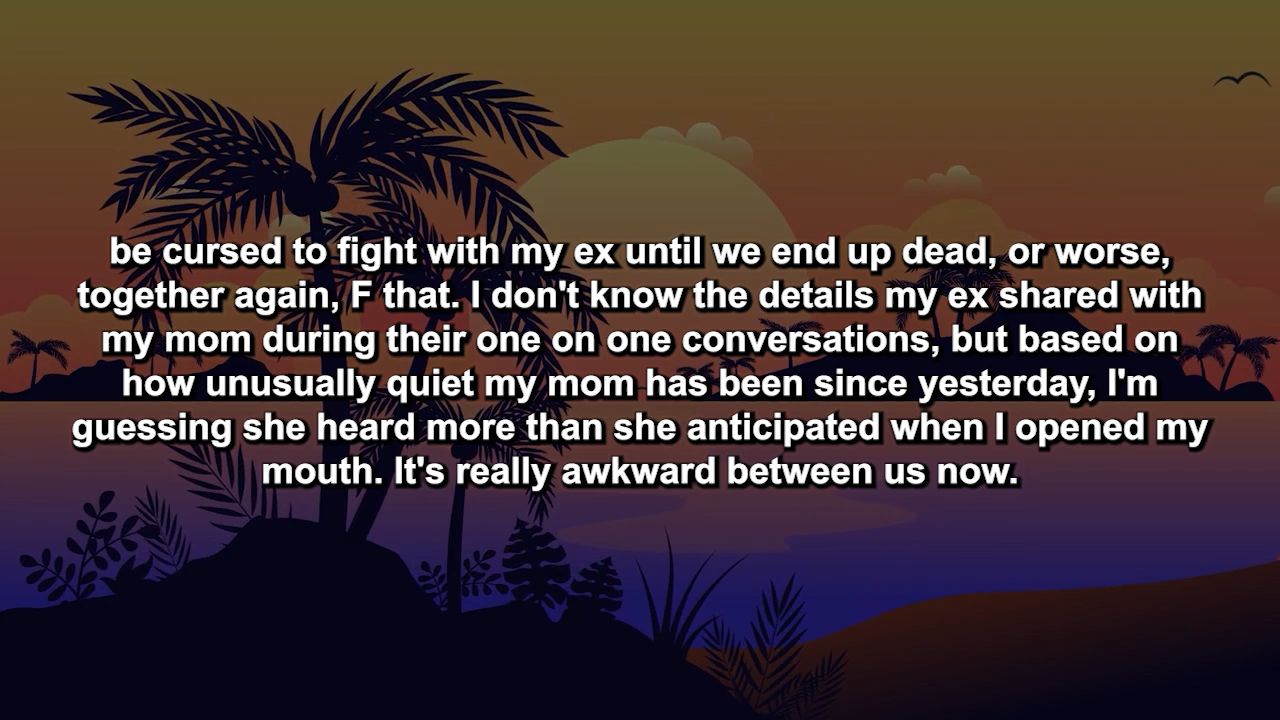 be cursed to fight with my ex until we end up dead, or worse,
together again, F that. I don't know the details my ex shared with
my mom during their one on one conversations, but based on
how unusually quiet my mom has been since yesterday, I'm
guessing she heard more than she anticipated when I opened my
mouth. It's really awkward between us now.